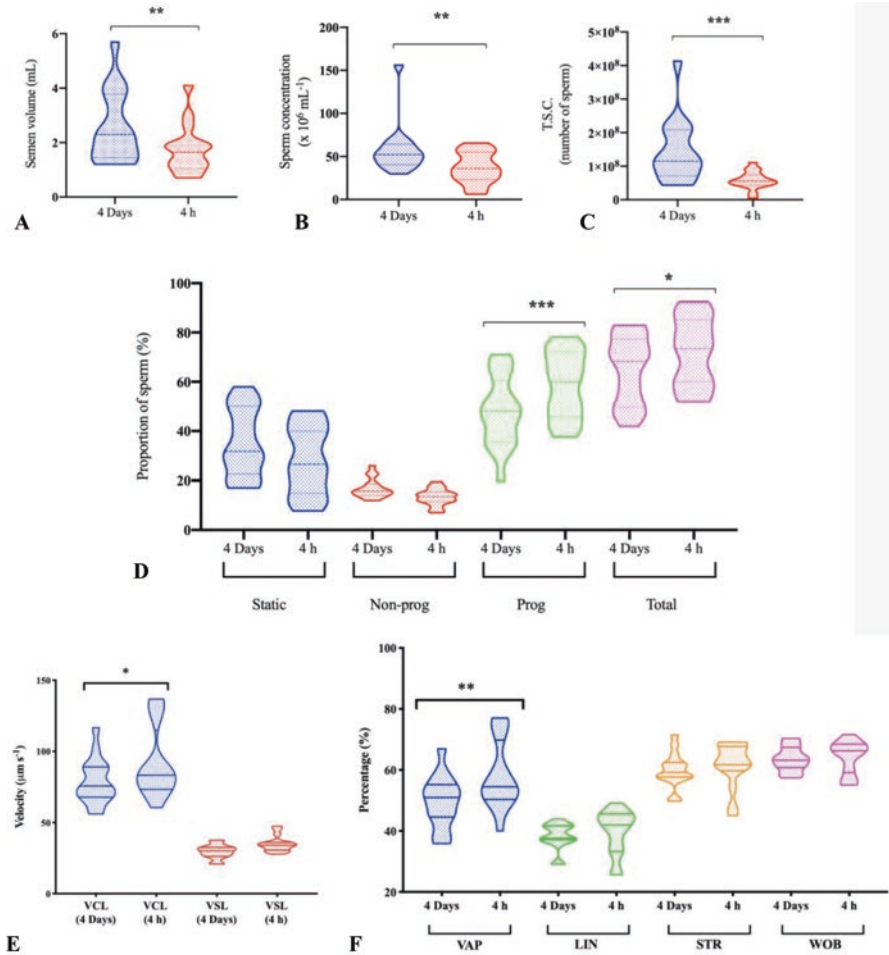 **
Semen volume (mL)
6
4
2
0
4 Days
4 h
A
**
Sperm concentration
(x 10⁶ mL⁻¹)
200
150
100
50
0
4 Days
4 h
B
***
T.S.C.
(number of sperm)
5×10⁸
4×10⁸
3×10⁸
2×10⁸
1×10⁸
0
4 Days
4 h
C
Proportion of sperm (%)
100
80
60
40
20
0
***
*
4 Days
4 h
4 Days
4 h
4 Days
4 h
4 Days
4 h
Static
Non-prog
Prog
Total
D
Velocity (μm s⁻¹)
150
100
50
0
*
VCL
(4 Days)
VCL
(4 h)
VSL
(4 Days)
VSL
(4 h)
E
Percentage (%)
100
80
60
40
20
**
4 Days
4 h
4 Days
4 h
4 Days
4 h
4 Days
4 h
VAP
LIN
STR
WOB
F